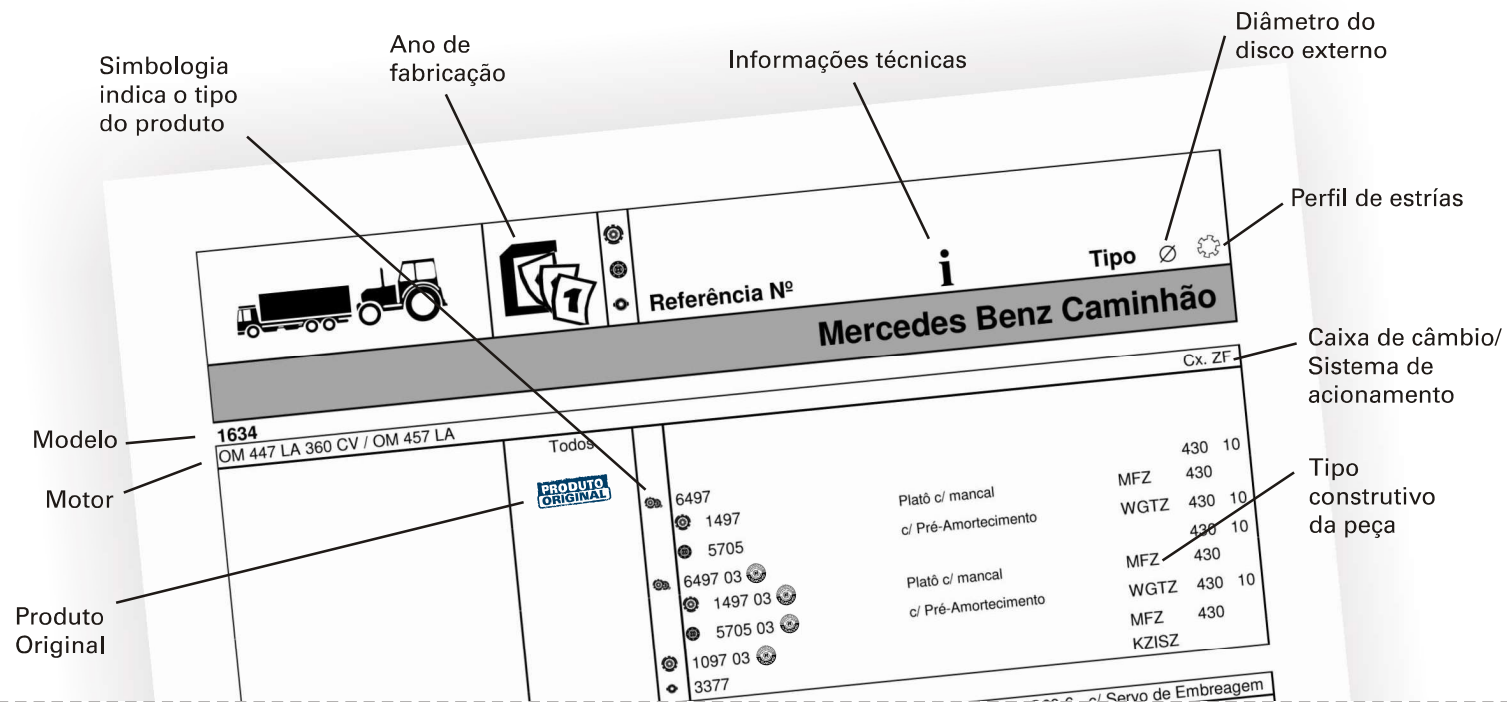 Simbologia
indica o tipo
do produto
Ano de
fabricação
Informações técnicas
Diâmetro do
disco externo
Perfil de estrías
1
Referência Nº
i
Tipo
Mercedes Benz Caminhão
Cx. ZF
Caixa de câmbio/
Sistema de
acionamento
Modelo
1634
Motor
OM 447 LA 360 CV / OM 457 LA
Todos
PRODUTO
ORIGINAL
Produto
Original
430 10
6497 Platô c/ mancal MFZ 430
1497 c/ Pré-Amortecimento WGTZ 430 10
5705 430 10
6497 03 Platô c/ mancal MFZ 430
1497 03 c/ Pré-Amortecimento WGTZ 430 10
5705 03 MFZ 430
1097 03 KZISZ
3377
Tipo
construtivo
da peça
c/ Servo de Embreagem